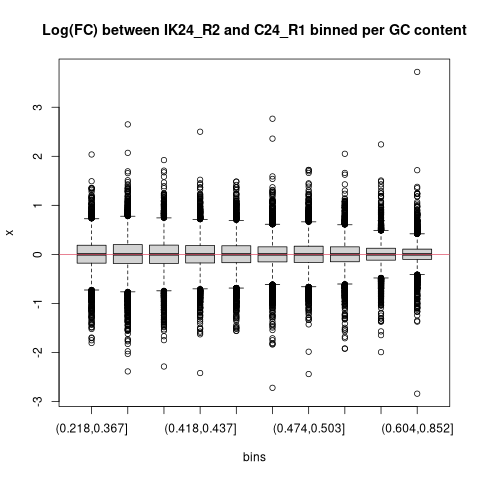 Log(FC) between IK24_R2 and C24_R1 binned per GC content
x
3
2
1
0
-1
-2
-3
(0.218,0.367] (0.418,0.437] (0.474,0.503] (0.604,0.852]
bins